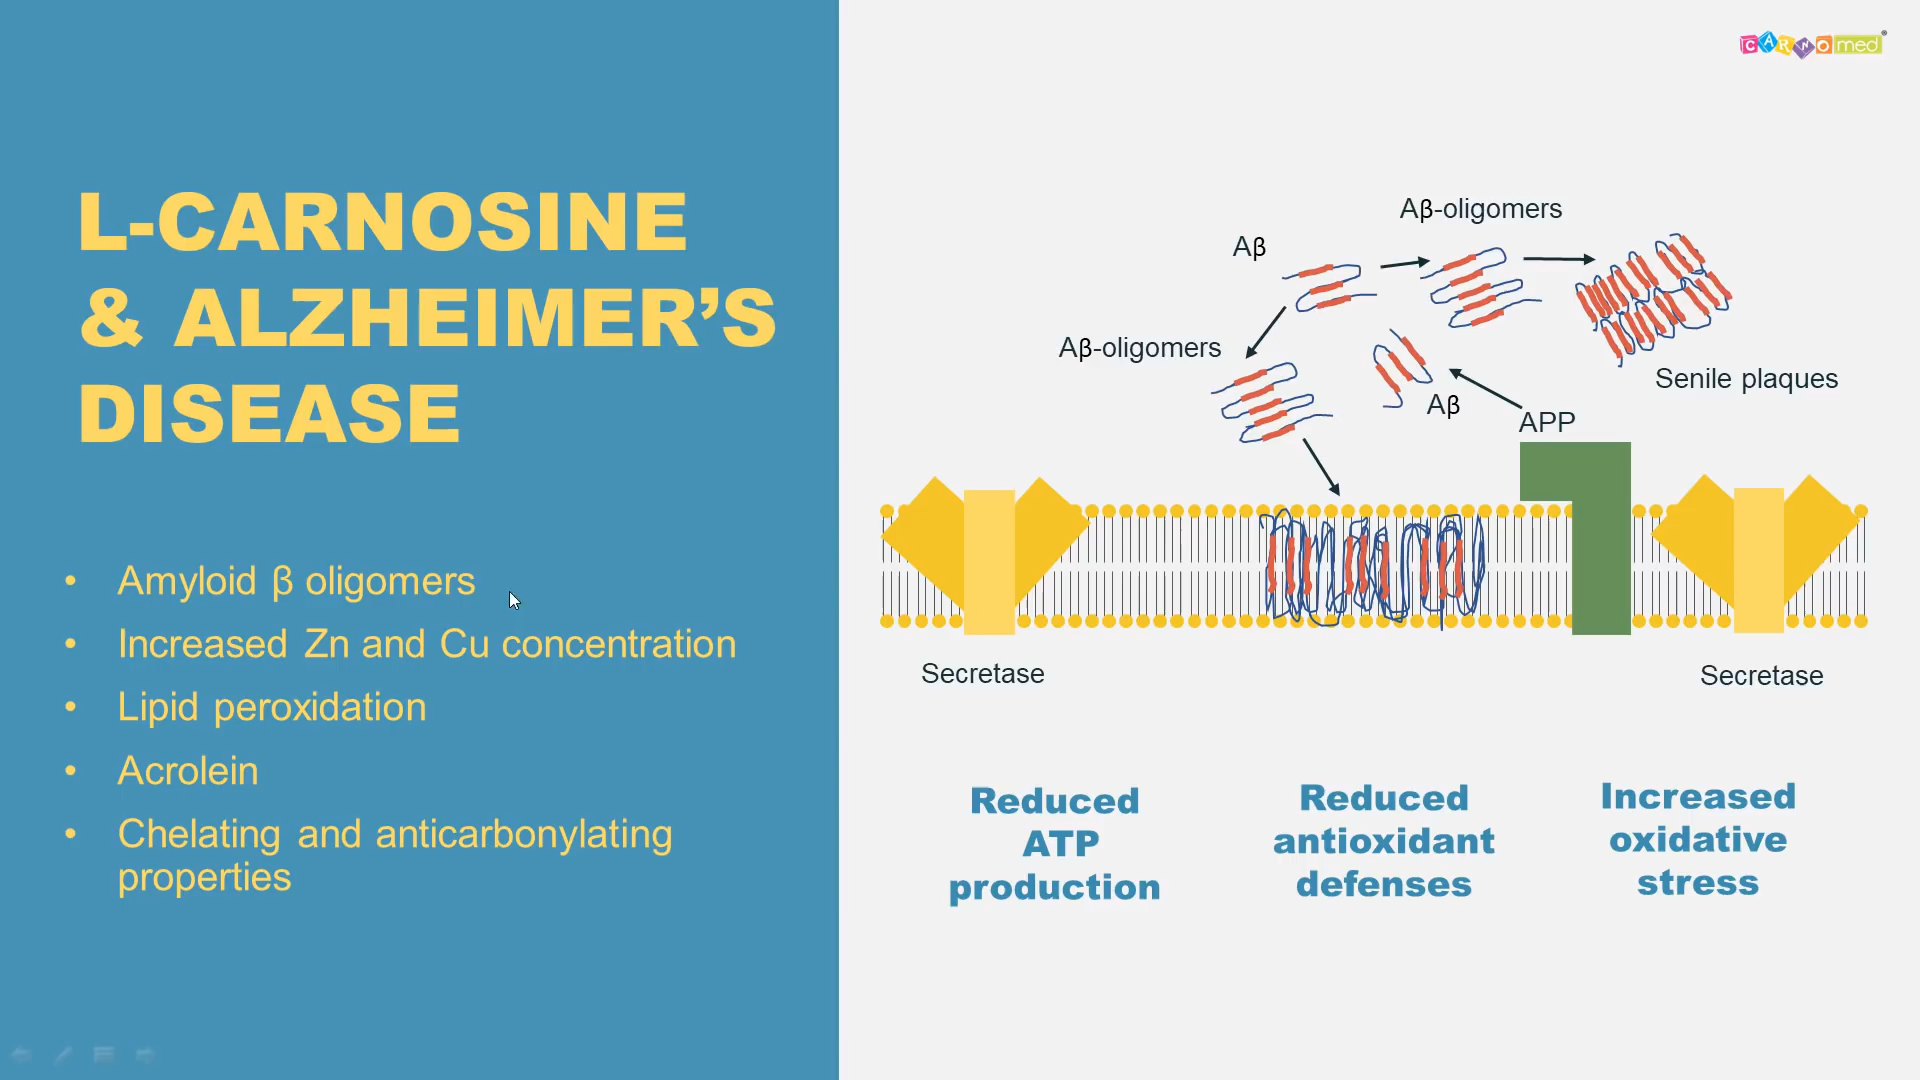 L-CARNOSINE
& ALZHEIMER’S
DISEASE
• Amyloid β oligomers
• Increased Zn and Cu concentration
• Lipid peroxidation
• Acrolein
• Chelating and anticarbonylating
properties
CARNOmed®
Aβ-oligomers
Aβ
Aβ-oligomers
Senile plaques
Aβ
APP
Secretase
Secretase
Reduced
ATP
production
Reduced
antioxidant
defenses
Increased
oxidative
stress